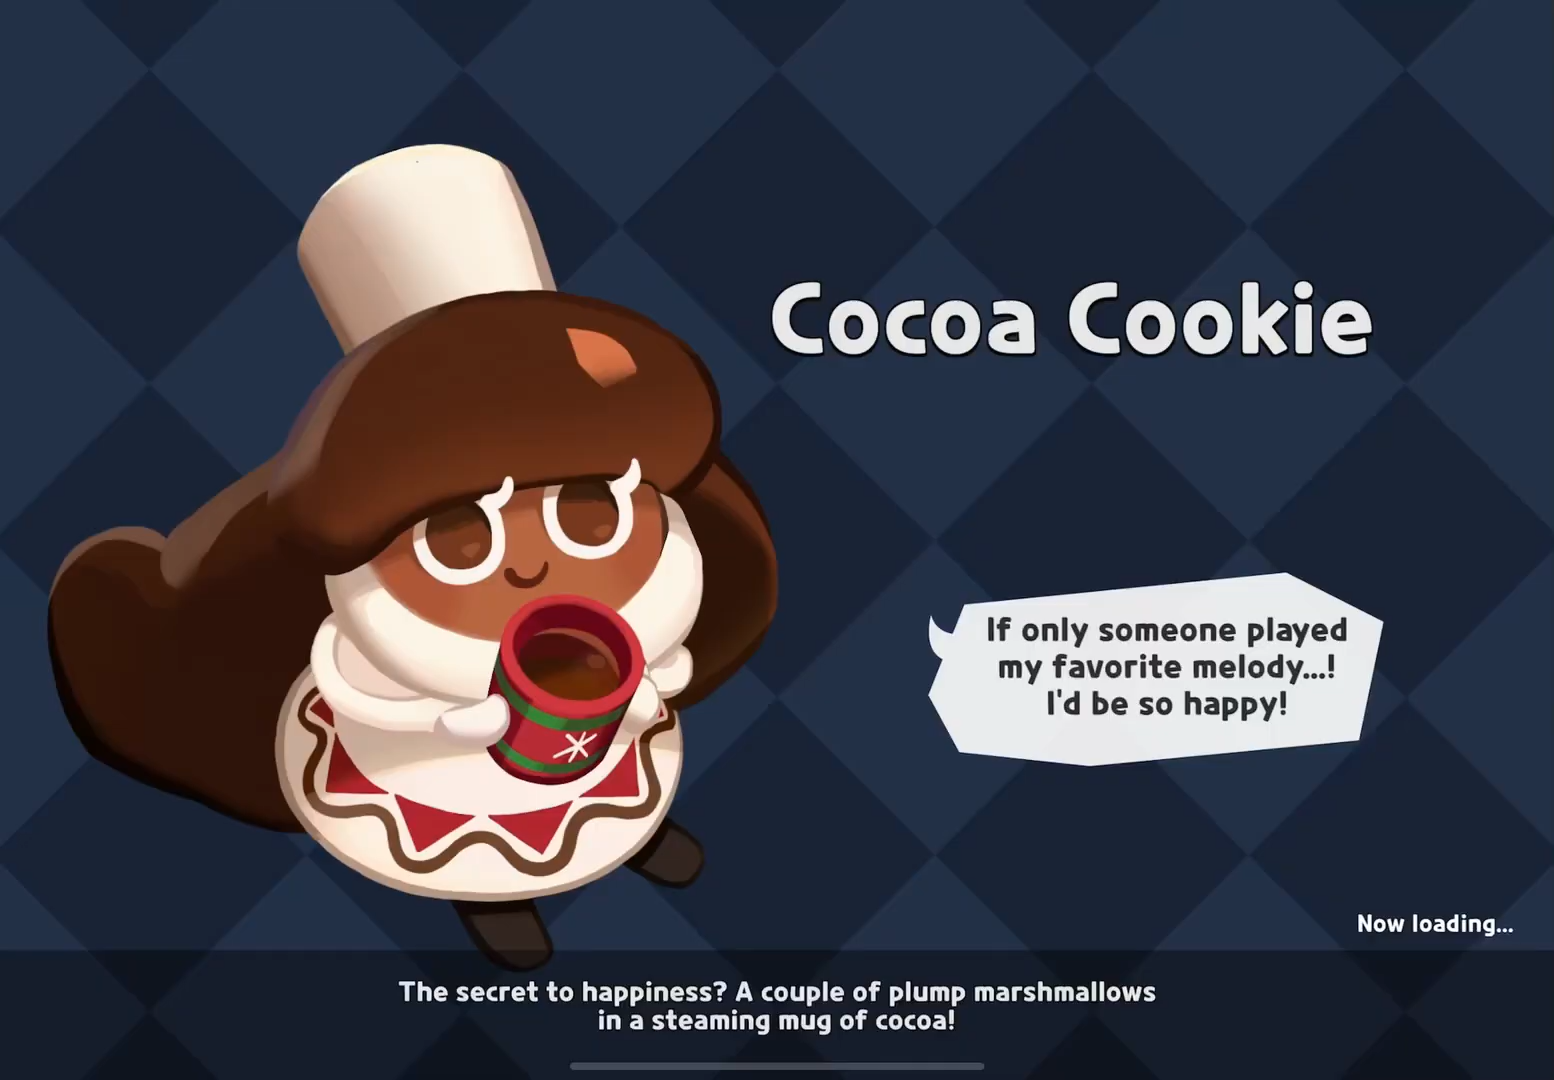 Cocoa Cookie
If only someone played
my favorite melody...!
I'd be so happy!
Now loading...
The secret to happiness? A couple of plump marshmallows
in a steaming mug of cocoa!